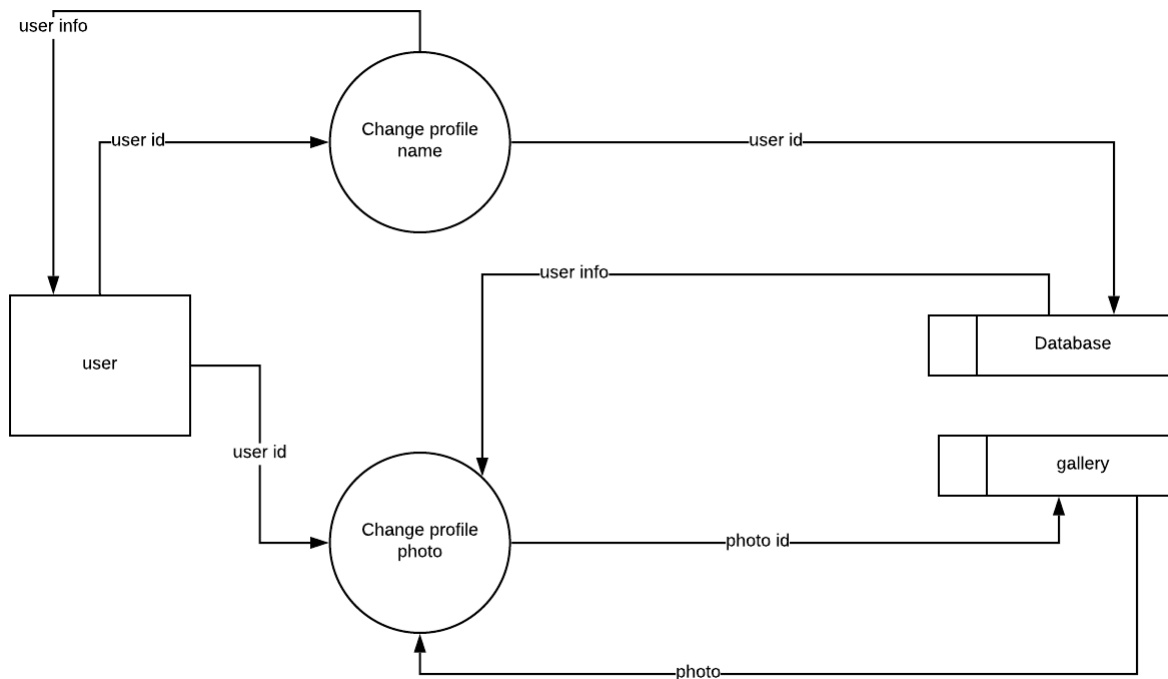 user info
user id
Change profile
name
user id
user info
user
Database
user id
gallery
Change profile
photo
photo id
photo